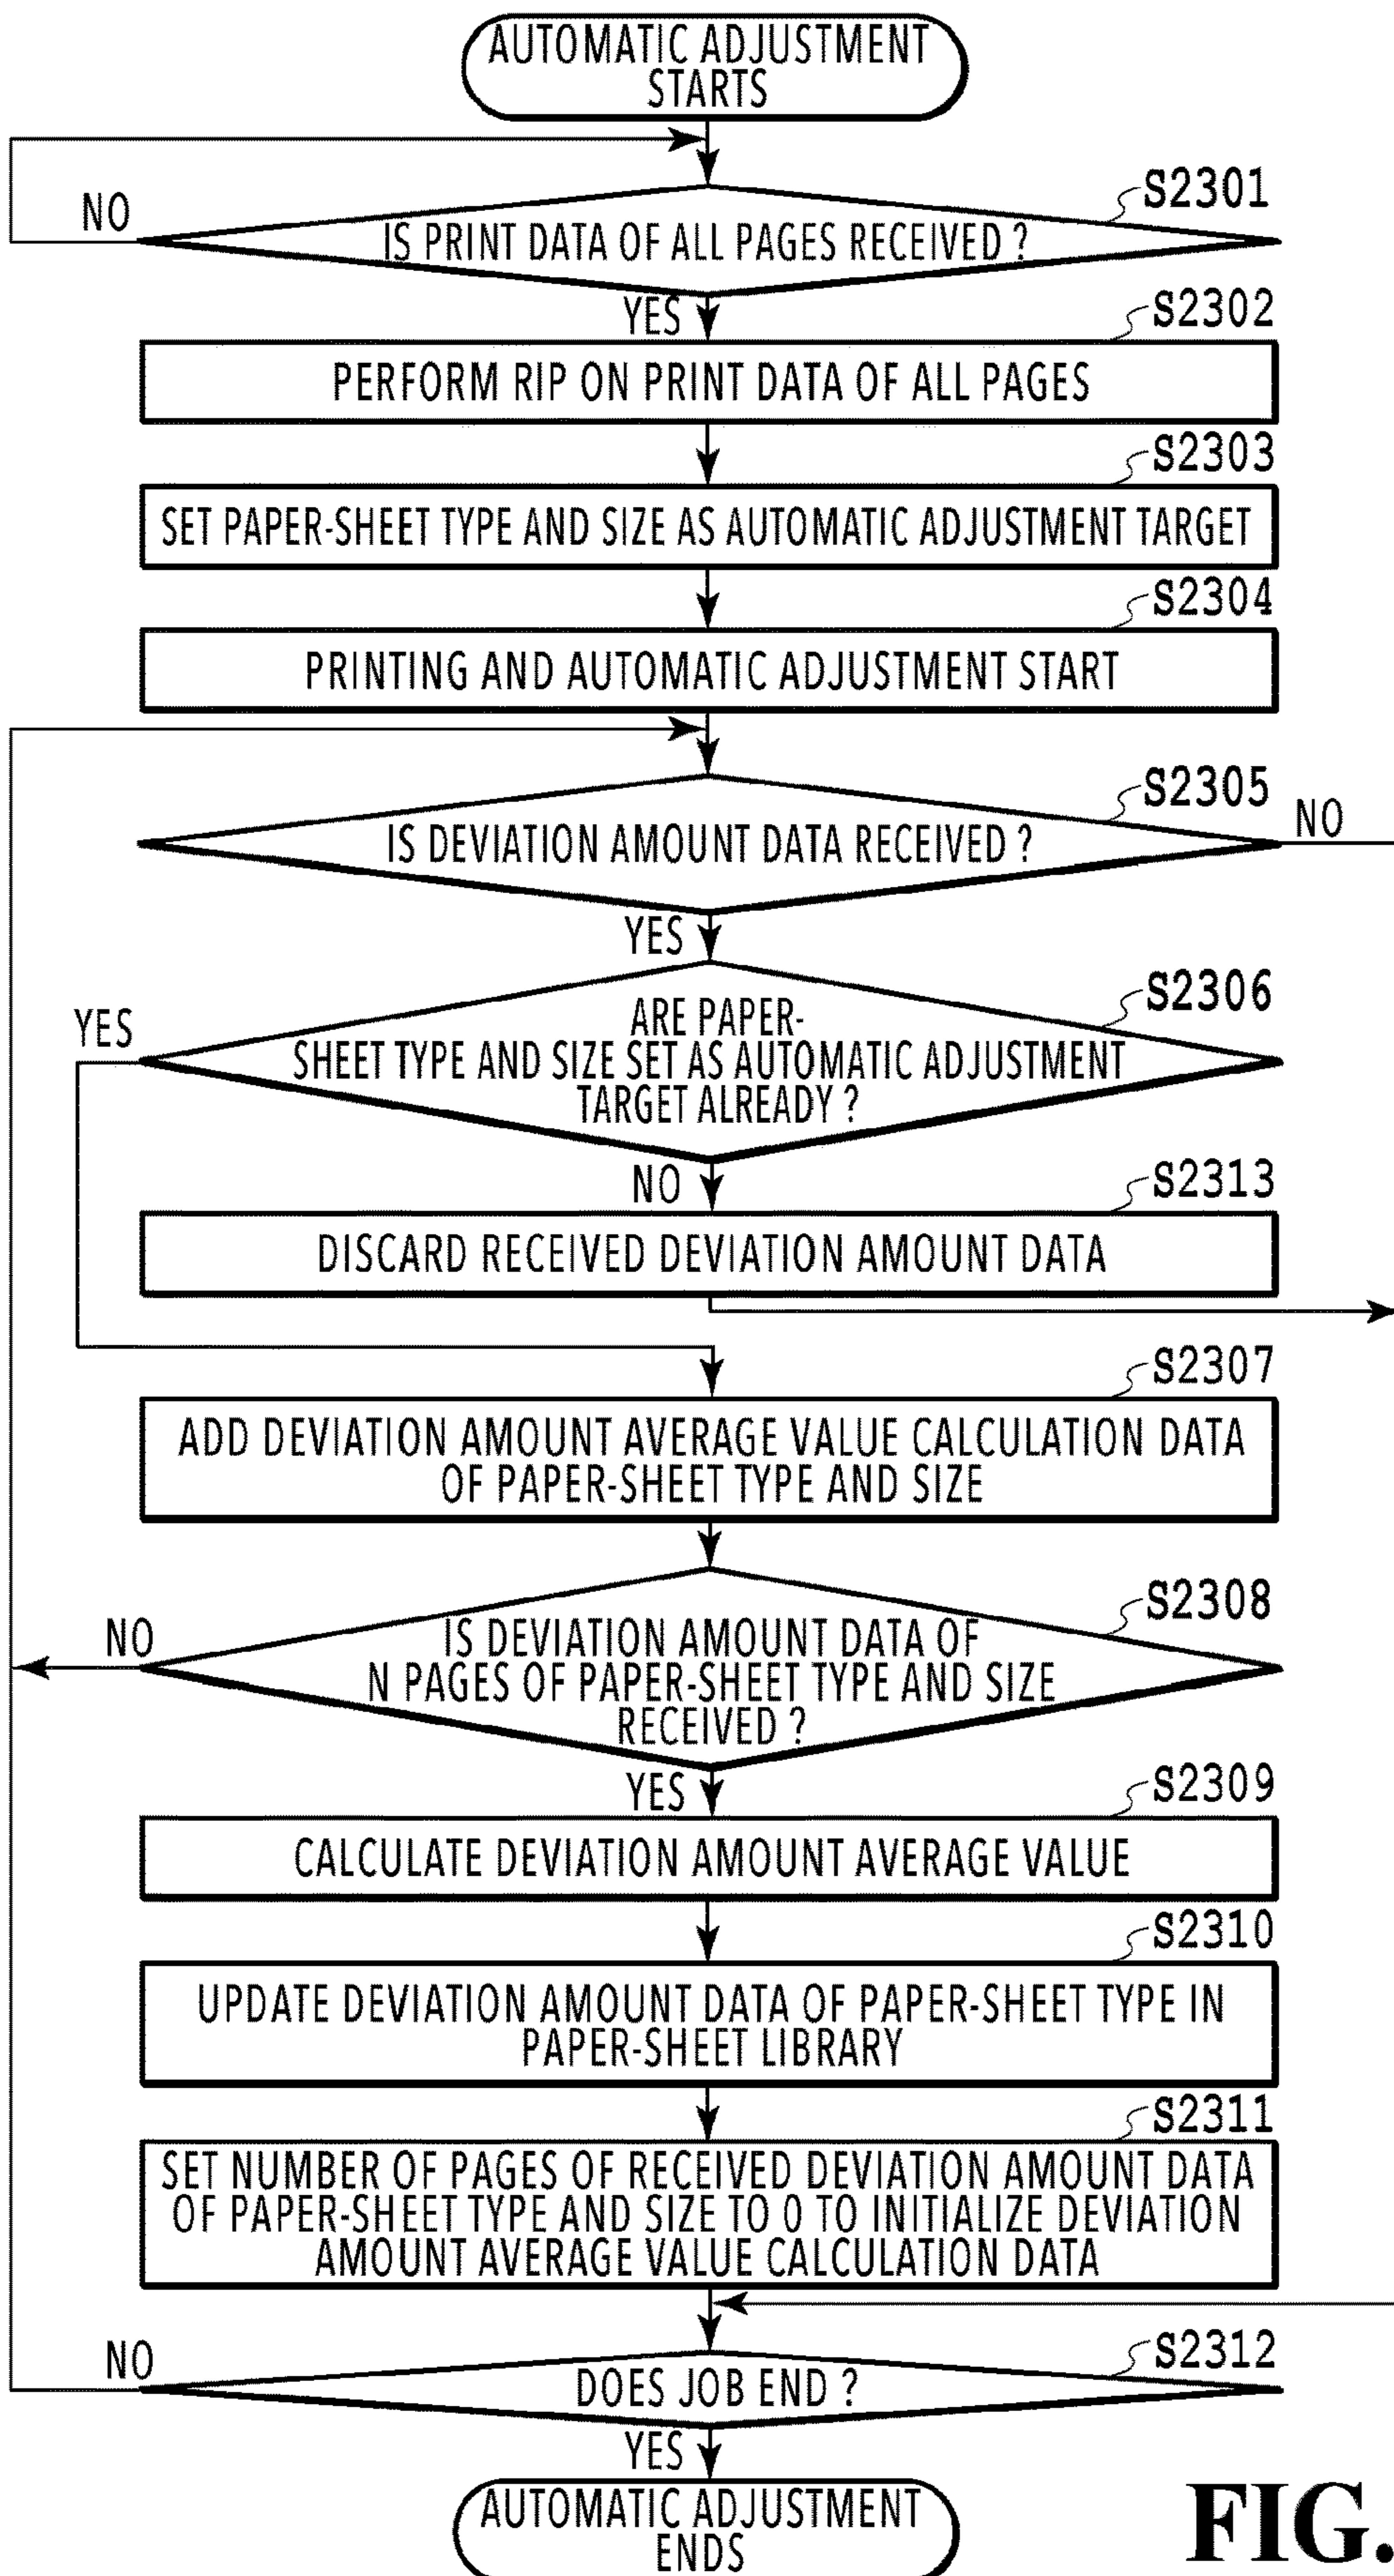 AUTOMATIC ADJUSTMENT
STARTS
NO
S2301
IS PRINT DATA OF ALL PAGES RECEIVED ?
YES
S2302
PERFORM RIP ON PRINT DATA OF ALL PAGES
S2303
SET PAPER-SHEET TYPE AND SIZE AS AUTOMATIC ADJUSTMENT TARGET
S2304
PRINTING AND AUTOMATIC ADJUSTMENT START
S2305
NO
IS DEVIATION AMOUNT DATA RECEIVED ?
YES
S2306
YES
ARE PAPER-
SHEET TYPE AND SIZE SET AS AUTOMATIC ADJUSTMENT
TARGET ALREADY ?
NO
S2313
DISCARD RECEIVED DEVIATION AMOUNT DATA
S2307
ADD DEVIATION AMOUNT AVERAGE VALUE CALCULATION DATA
OF PAPER-SHEET TYPE AND SIZE
S2308
NO
IS DEVIATION AMOUNT DATA OF
N PAGES OF PAPER-SHEET TYPE AND SIZE
RECEIVED ?
YES
S2309
CALCULATE DEVIATION AMOUNT AVERAGE VALUE
S2310
UPDATE DEVIATION AMOUNT DATA OF PAPER-SHEET TYPE IN
PAPER-SHEET LIBRARY
S2311
SET NUMBER OF PAGES OF RECEIVED DEVIATION AMOUNT DATA
OF PAPER-SHEET TYPE AND SIZE TO 0 TO INITIALIZE DEVIATION
AMOUNT AVERAGE VALUE CALCULATION DATA
S2312
NO
DOES JOB END ?
YES
AUTOMATIC ADJUSTMENT
ENDS
FIG.